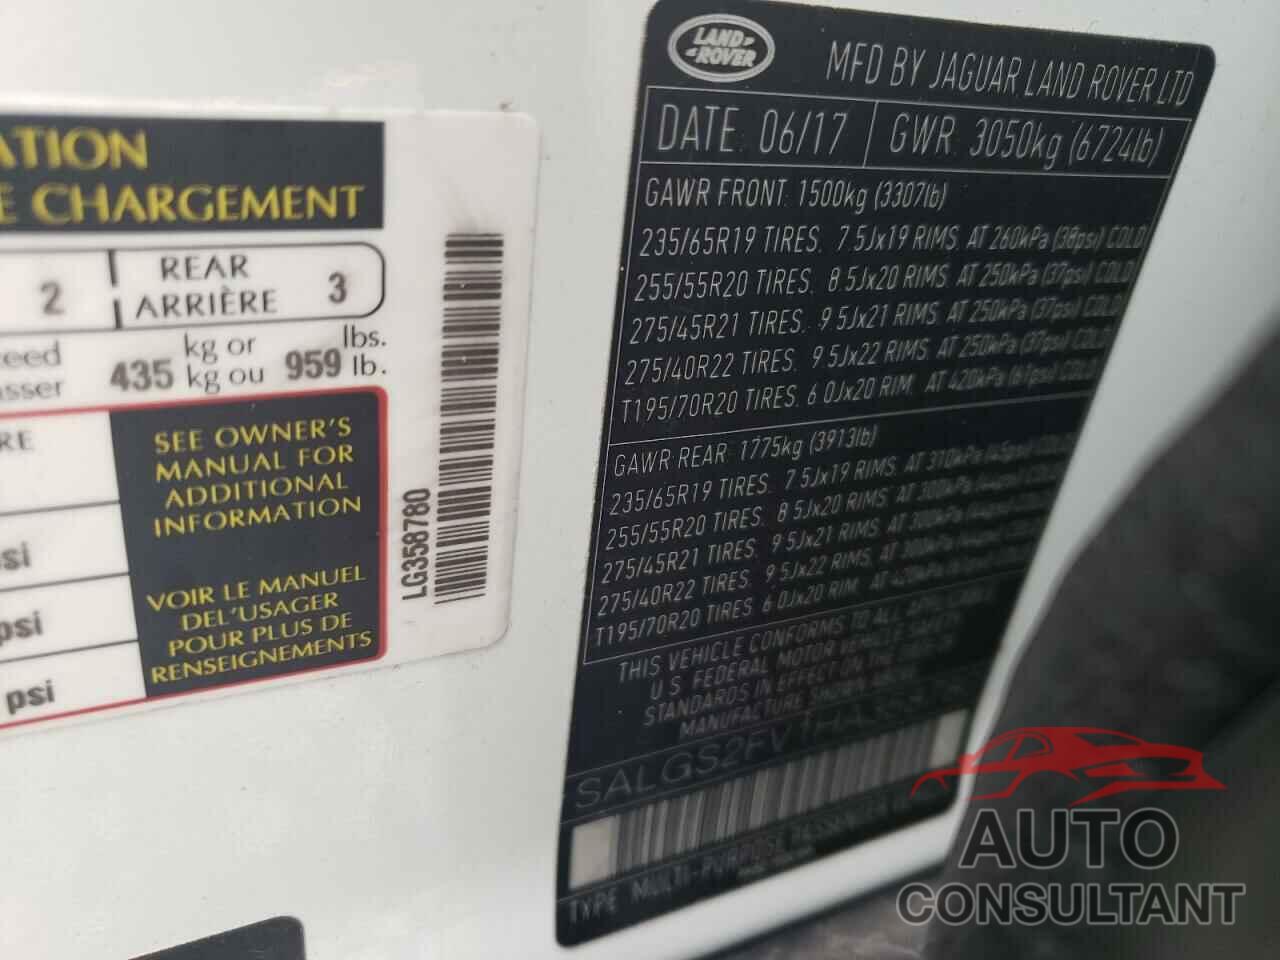 ATION
E CHARGEMENT
2
REAR
ARRIÈRE
3
435 kg or
kg ou 959 lbs.
lb.
SEE OWNER'S
MANUAL FOR
ADDITIONAL
INFORMATION
VOIR LE MANUEL
DEL'USAGER
POUR PLUS DE
RENSEIGNEMENTS
psi
psi
LG358780
LAND
ROVER
MFD BY JAGUAR LAND ROVER LTD
DATE: 06/17
GWR: 3050kg (6724lb)
GAWR FRONT: 1500kg (3307lb)
235/65R19 TIRES, 7.5Jx19 RIMS, AT 260kPa (38psi) COLD
255/55R20 TIRES, 8.5Jx20 RIMS, AT 250kPa (37psi) COLD
275/45R21 TIRES, 9.5Jx21 RIMS, AT 250kPa (37psi) COLD
275/40R22 TIRES, 9.5Jx22 RIMS, AT 250kPa (37psi) COLD
T195/70R20 TIRES, 6.0Jx20 RIM, AT 420kPa (61psi) COLD
GAWR REAR: 1775kg (3913lb)
235/65R19 TIRES, 7.5Jx19 RIMS, AT 310kPa (45psi) COLD
255/55R20 TIRES, 8.5Jx20 RIMS, AT 300kPa (44psi) COLD
275/45R21 TIRES, 9.5Jx21 RIMS, AT 300kPa
275/40R22 TIRES, 9.5Jx22 RIMS, AT 300kPa
T195/70R20 TIRES, 6.0Jx20 RIM, AT 420kPa
THIS VEHICLE CONFORMS TO ALL APPLICABLE
U.S. FEDERAL MOTOR VEHICLE SAFETY
STANDARDS IN EFFECT ON THE DATE OF
MANUFACTURE SHOWN ABOVE
TYPE: MULTI-PURPOSE PASSENGER
AUTO
CONSULTANT